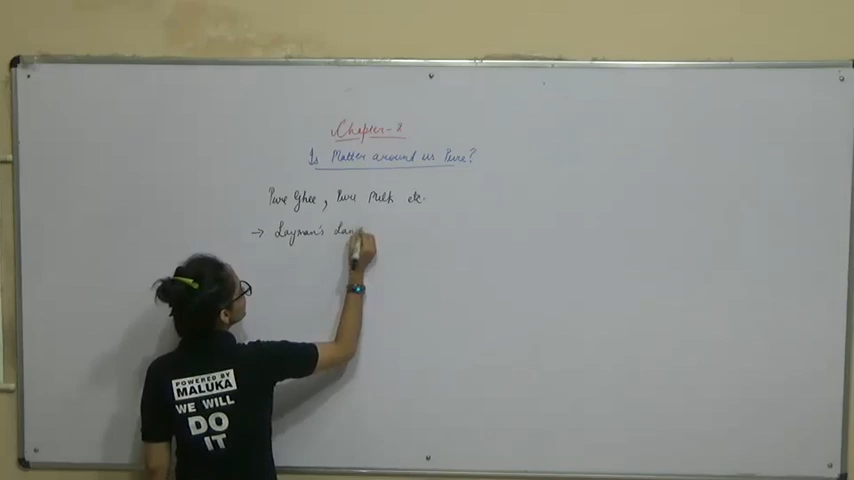 Chapter-2
Is Matter around us Pure?
Pure Ghee, Pure Milk etc.
→ Layman's Lan
POWERED BY
MALUKA
WE WILL
DO
IT